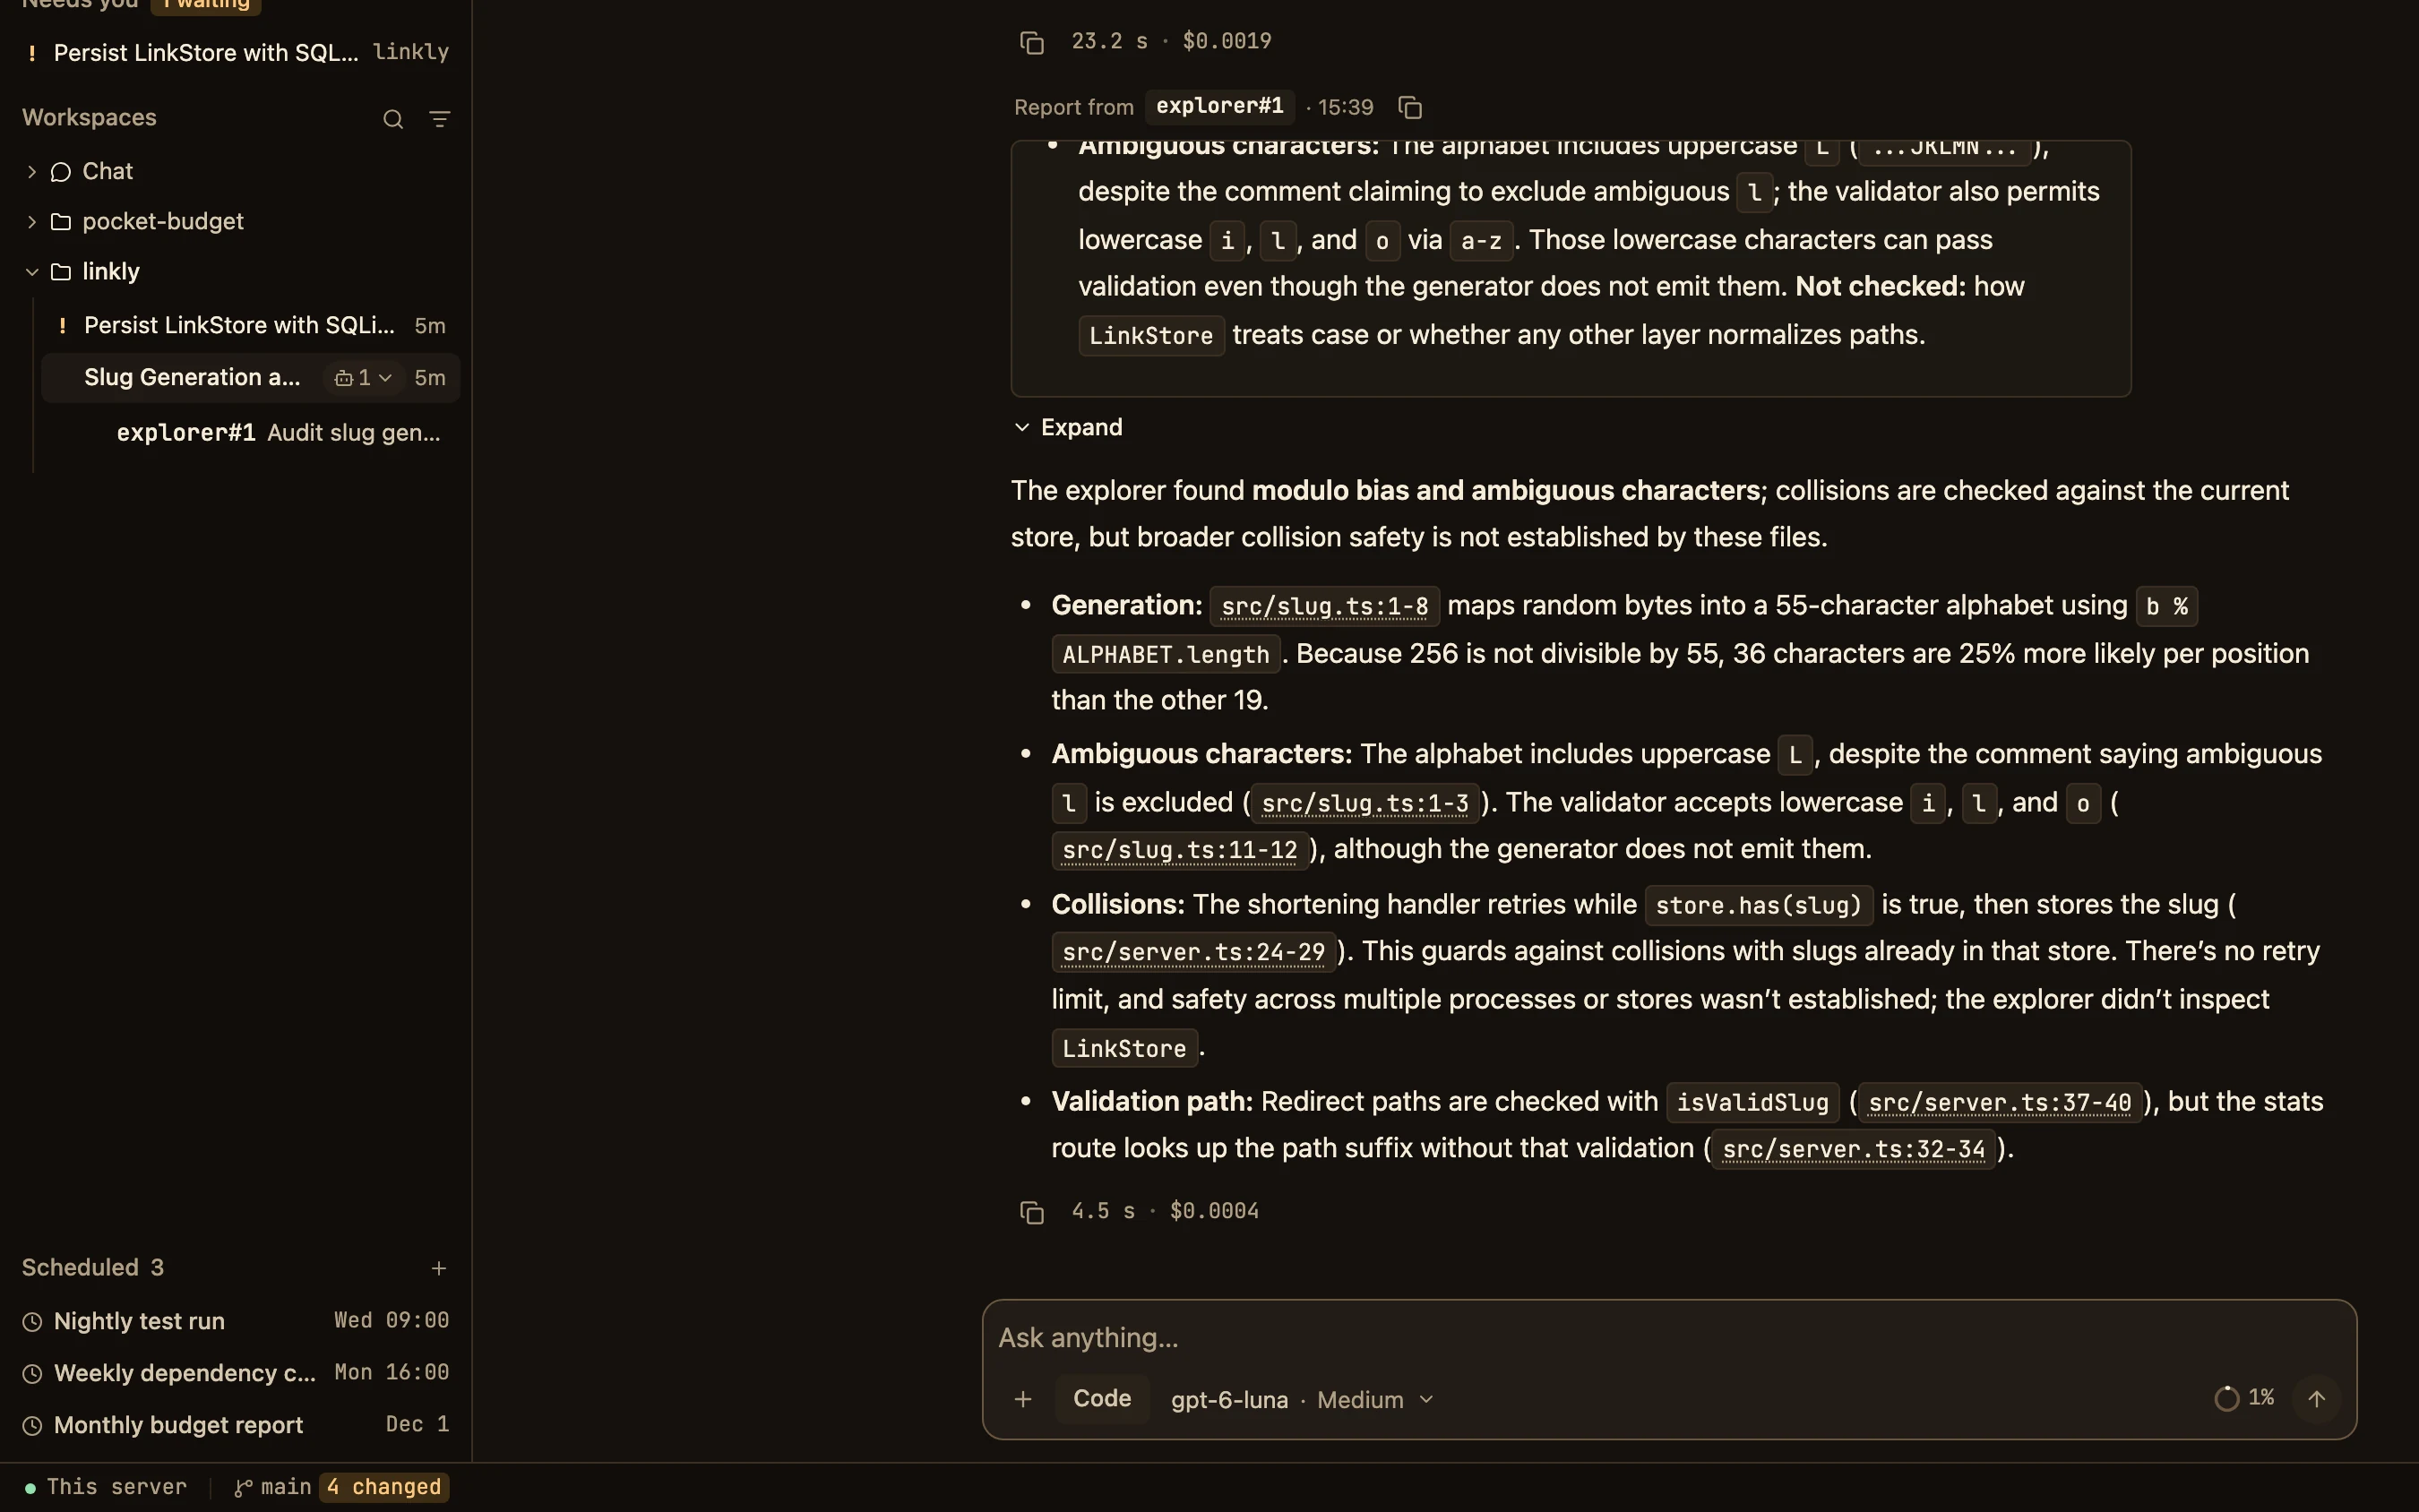 Needs you 1 waiting
! Persist LinkStore with SQL... linkly
Workspaces
Chat
pocket-budget
linkly
! Persist LinkStore with SQLi... 5m
Slug Generation a... 1 5m
explorer#1 Audit slug gen...
Scheduled 3 +
Nightly test run Wed 09:00
Weekly dependency c... Mon 16:00
Monthly budget report Dec 1
This server main 4 changed
23.2 s · $0.0019
Report from explorer#1 · 15:39
• Ambiguous characters: The alphabet includes uppercase L (...JKLMN...),
despite the comment claiming to exclude ambiguous l; the validator also permits
lowercase i, l, and o via a-z. Those lowercase characters can pass
validation even though the generator does not emit them. Not checked: how
LinkStore treats case or whether any other layer normalizes paths.
Expand
The explorer found modulo bias and ambiguous characters; collisions are checked against the current
store, but broader collision safety is not established by these files.
• Generation: src/slug.ts:1-8 maps random bytes into a 55-character alphabet using b %
ALPHABET.length. Because 256 is not divisible by 55, 36 characters are 25% more likely per position
than the other 19.
• Ambiguous characters: The alphabet includes uppercase L, despite the comment saying ambiguous
l is excluded (src/slug.ts:1-3). The validator accepts lowercase i, l, and o (
src/slug.ts:11-12), although the generator does not emit them.
• Collisions: The shortening handler retries while store.has(slug) is true, then stores the slug (
src/server.ts:24-29). This guards against collisions with slugs already in that store. There’s no retry
limit, and safety across multiple processes or stores wasn’t established; the explorer didn’t inspect
LinkStore.
• Validation path: Redirect paths are checked with isValidSlug (src/server.ts:37-40), but the stats
route looks up the path suffix without that validation (src/server.ts:32-34).
4.5 s · $0.0004
Ask anything...
+ Code gpt-6-luna · Medium 1%